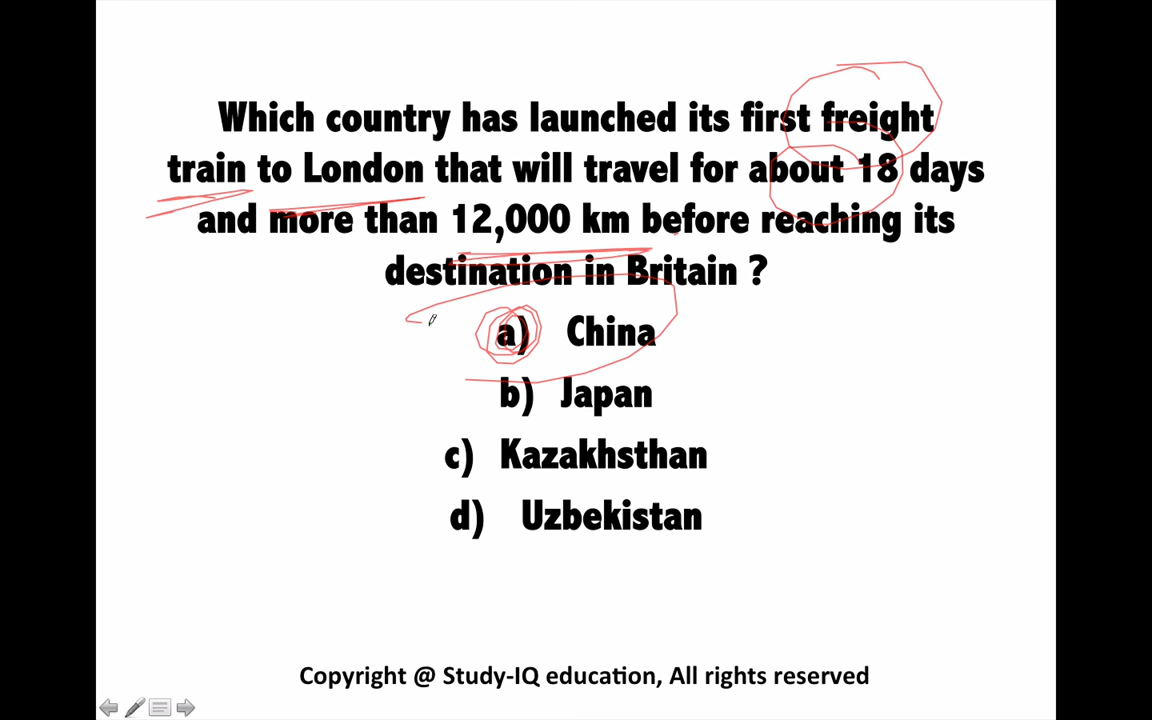 Which country has launched its first freight
train to London that will travel for about 18 days
and more than 12,000 km before reaching its
destination in Britain ?
a) China
b) Japan
c) Kazakhsthan
d) Uzbekistan
Copyright @ Study-IQ education, All rights reserved